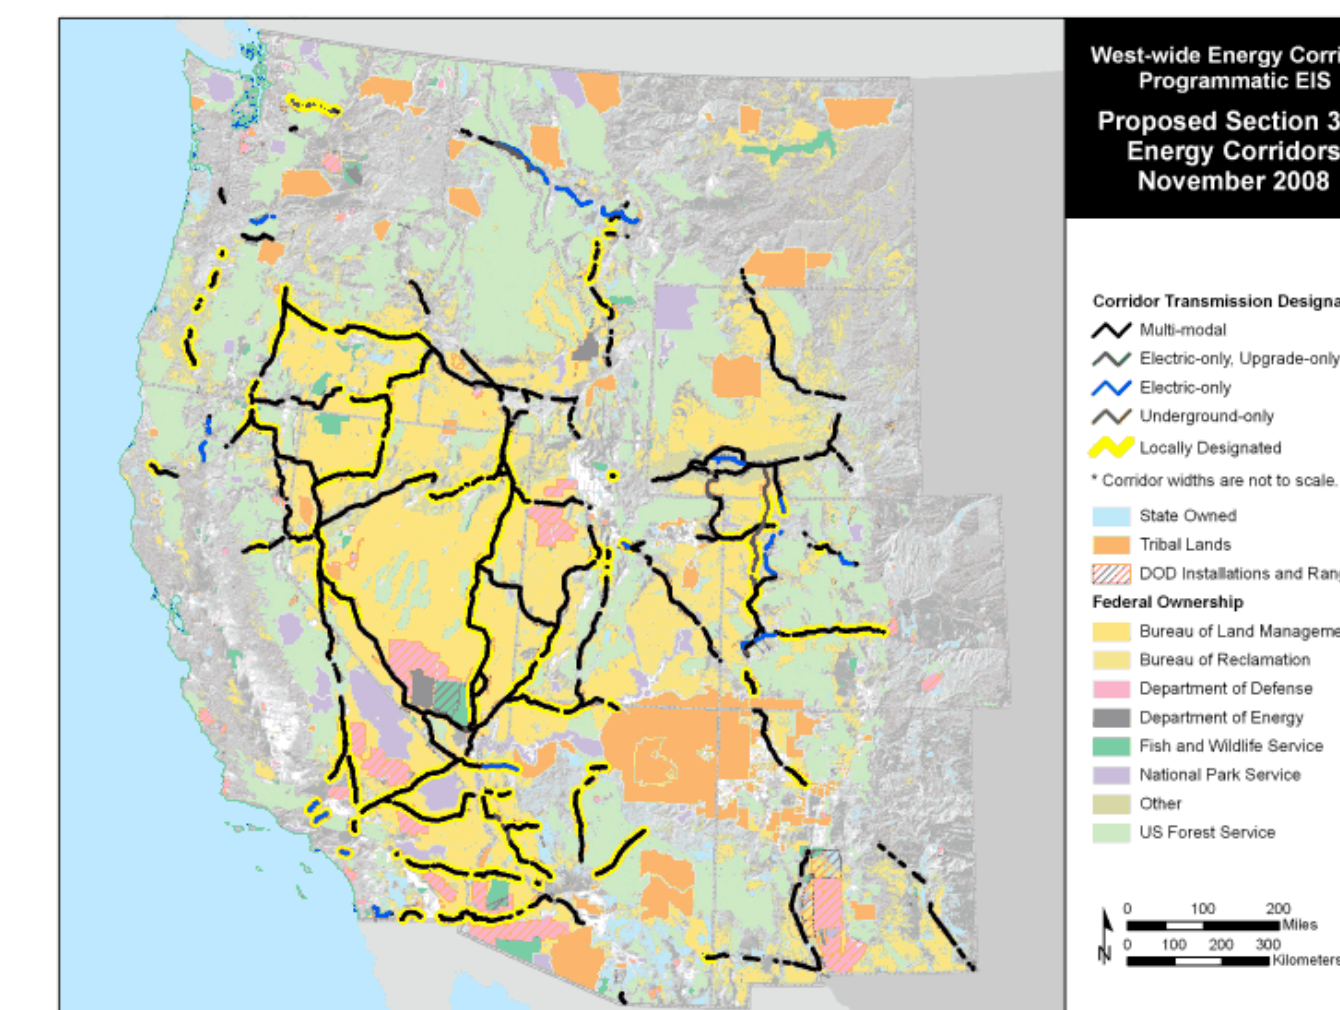 West-wide Energy Corri
Programmatic EIS
Proposed Section 3
Energy Corridors
November 2008
Corridor Transmission Designa
Multi-modal
Electric-only, Upgrade-only
Electric-only
Underground-only
Locally Designated
* Corridor widths are not to scale.
State Owned
Tribal Lands
DOD Installations and Rang
Federal Ownership
Bureau of Land Manageme
Bureau of Reclamation
Department of Defense
Department of Energy
Fish and Wildlife Service
National Park Service
Other
US Forest Service
0 100 200
Miles
0 100 200 300
Kilometers
N